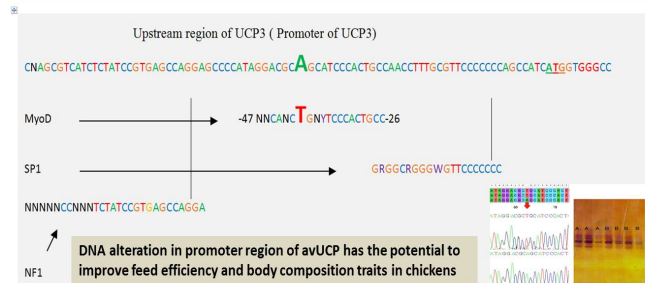 Upstream region of UCP3 ( Promoter of UCP3)
CNAGCGTCATCTCTATCCGTGAGCCAGGAGCCCCATAGGACGCAGCATCCCACTGCCAACCTTTGCGTTCCCCCCCAGCCATCATGGTGGGCC
MyoD
-47 NNCANCTGNYTCCCACTGCC-26
SP1
GRGGCRGGGWGTTCCCCCCC
NNNNNCCNNNTCTATCCGTGAGCCAGGA
NF1
DNA alteration in promoter region of avUCP has the potential to
improve feed efficiency and body composition traits in chickens